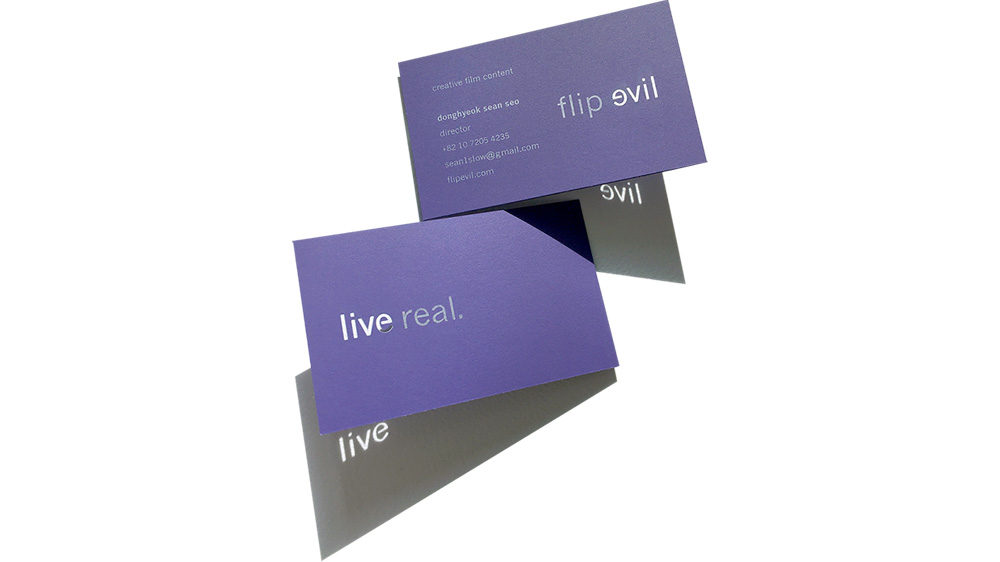 creative film content
donghyeok sean seo
director
+82 10 7205 4235
sean1slow@gmail.com
flipevil.com
flip evil
evil
live real.
live